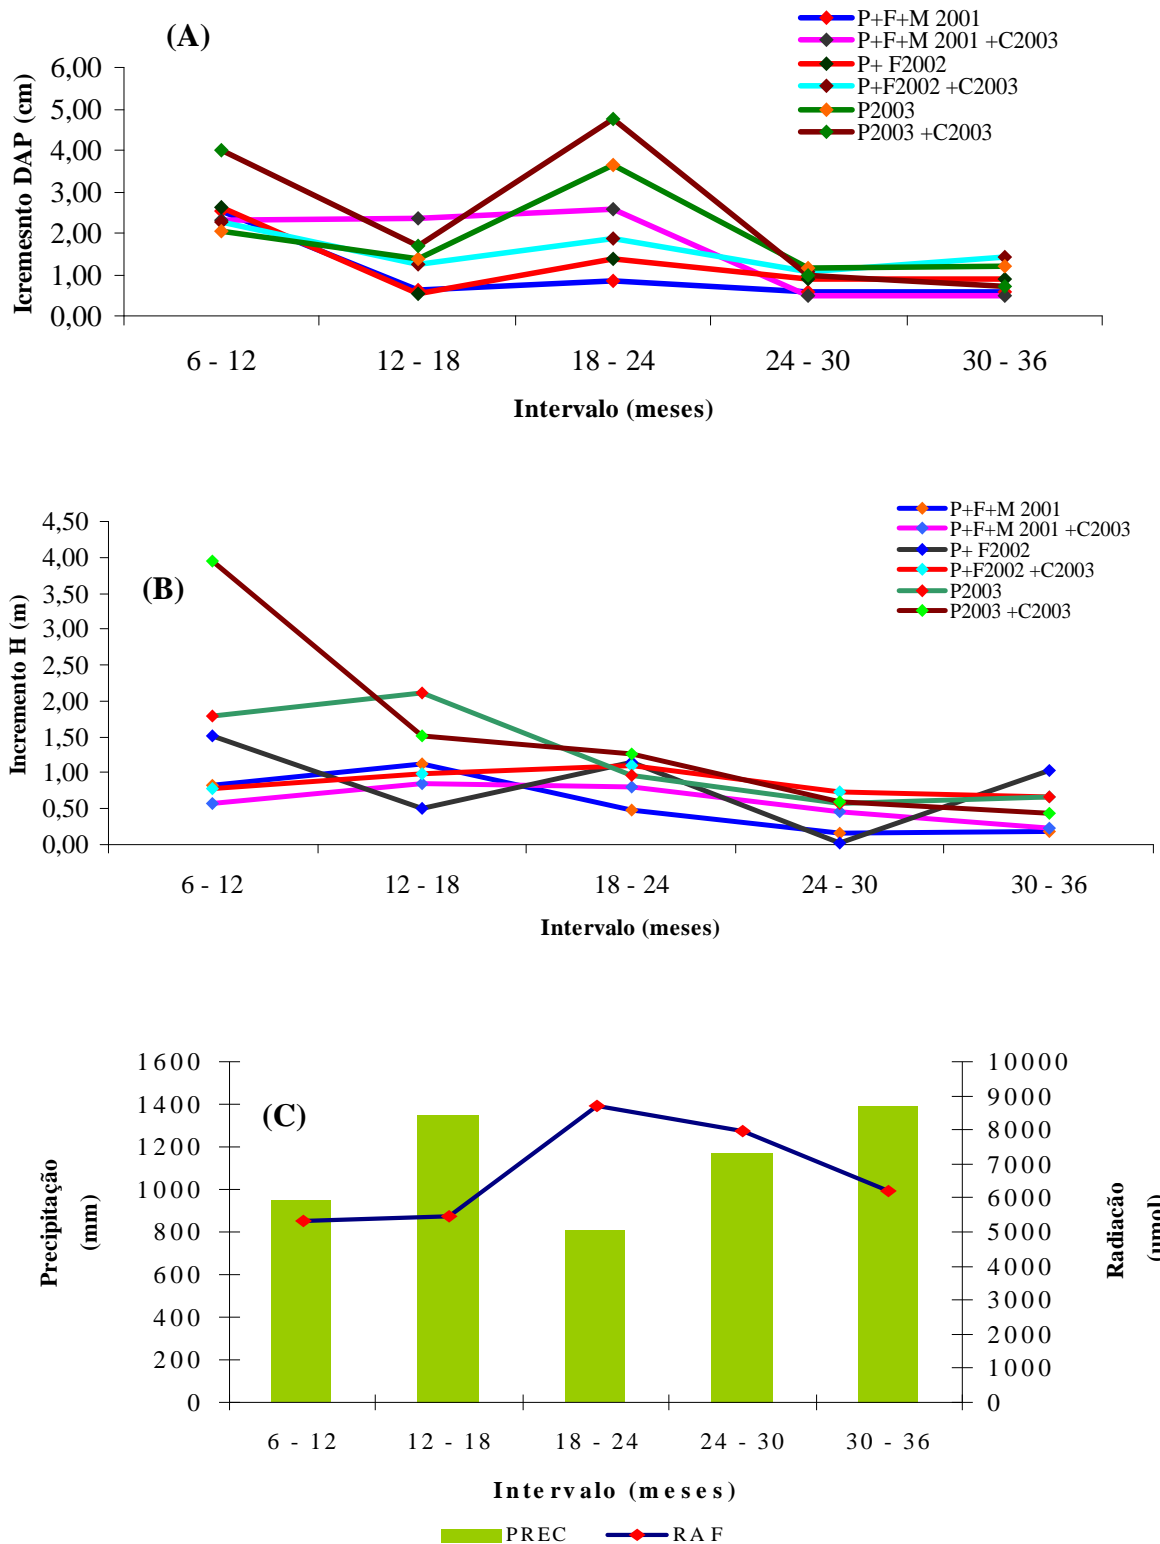 (A)
P+F+M 2001
P+F+M 2001 +C2003
P+ F2002
P+F2002 +C2003
P2003
P2003 +C2003
Icremesnto DAP (cm)
6,00
5,00
4,00
3,00
2,00
1,00
0,00
6 - 12
12 - 18
18 - 24
24 - 30
30 - 36
Intervalo (meses)
(B)
P+F+M 2001
P+F+M 2001 +C2003
P+ F2002
P+F2002 +C2003
P2003
P2003 +C2003
Incremento H (m)
4,50
4,00
3,50
3,00
2,50
2,00
1,50
1,00
0,50
0,00
6 - 12
12 - 18
18 - 24
24 - 30
30 - 36
Intervalo (meses)
(C)
Precipitação
(mm)
1600
1400
1200
1000
800
600
400
200
0
10000
9000
8000
7000
6000
5000
4000
3000
2000
1000
0
Radiação
(µmol)
6 - 12
12 - 18
18 - 24
24 - 30
30 - 36
Intervalo (meses)
PREC
RAF